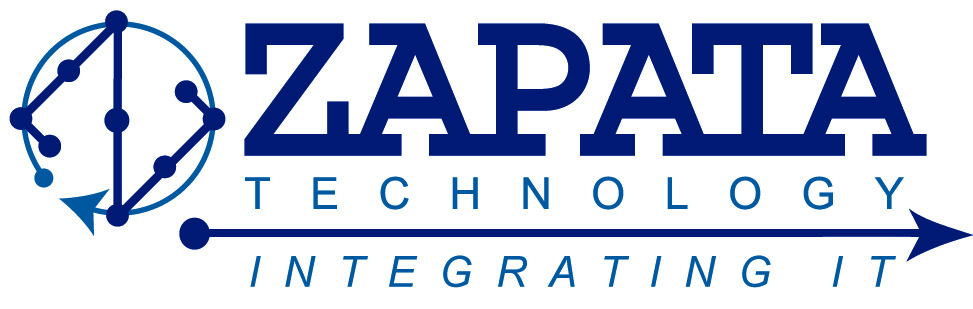 ZAPATA
TECHNOLOGY
INTEGRATING IT